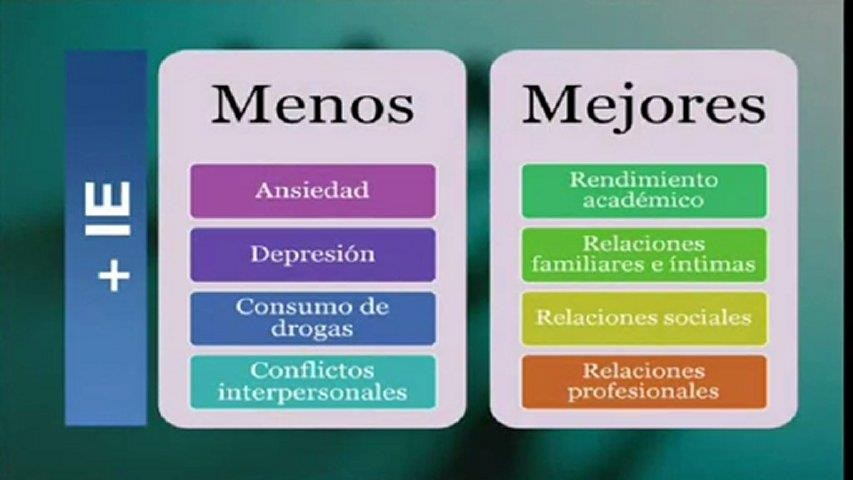 + IE
Menos
Ansiedad
Depresión
Consumo de
drogas
Conflictos
interpersonales
Mejores
Rendimiento
académico
Relaciones
familiares e íntimas
Relaciones sociales
Relaciones
profesionales